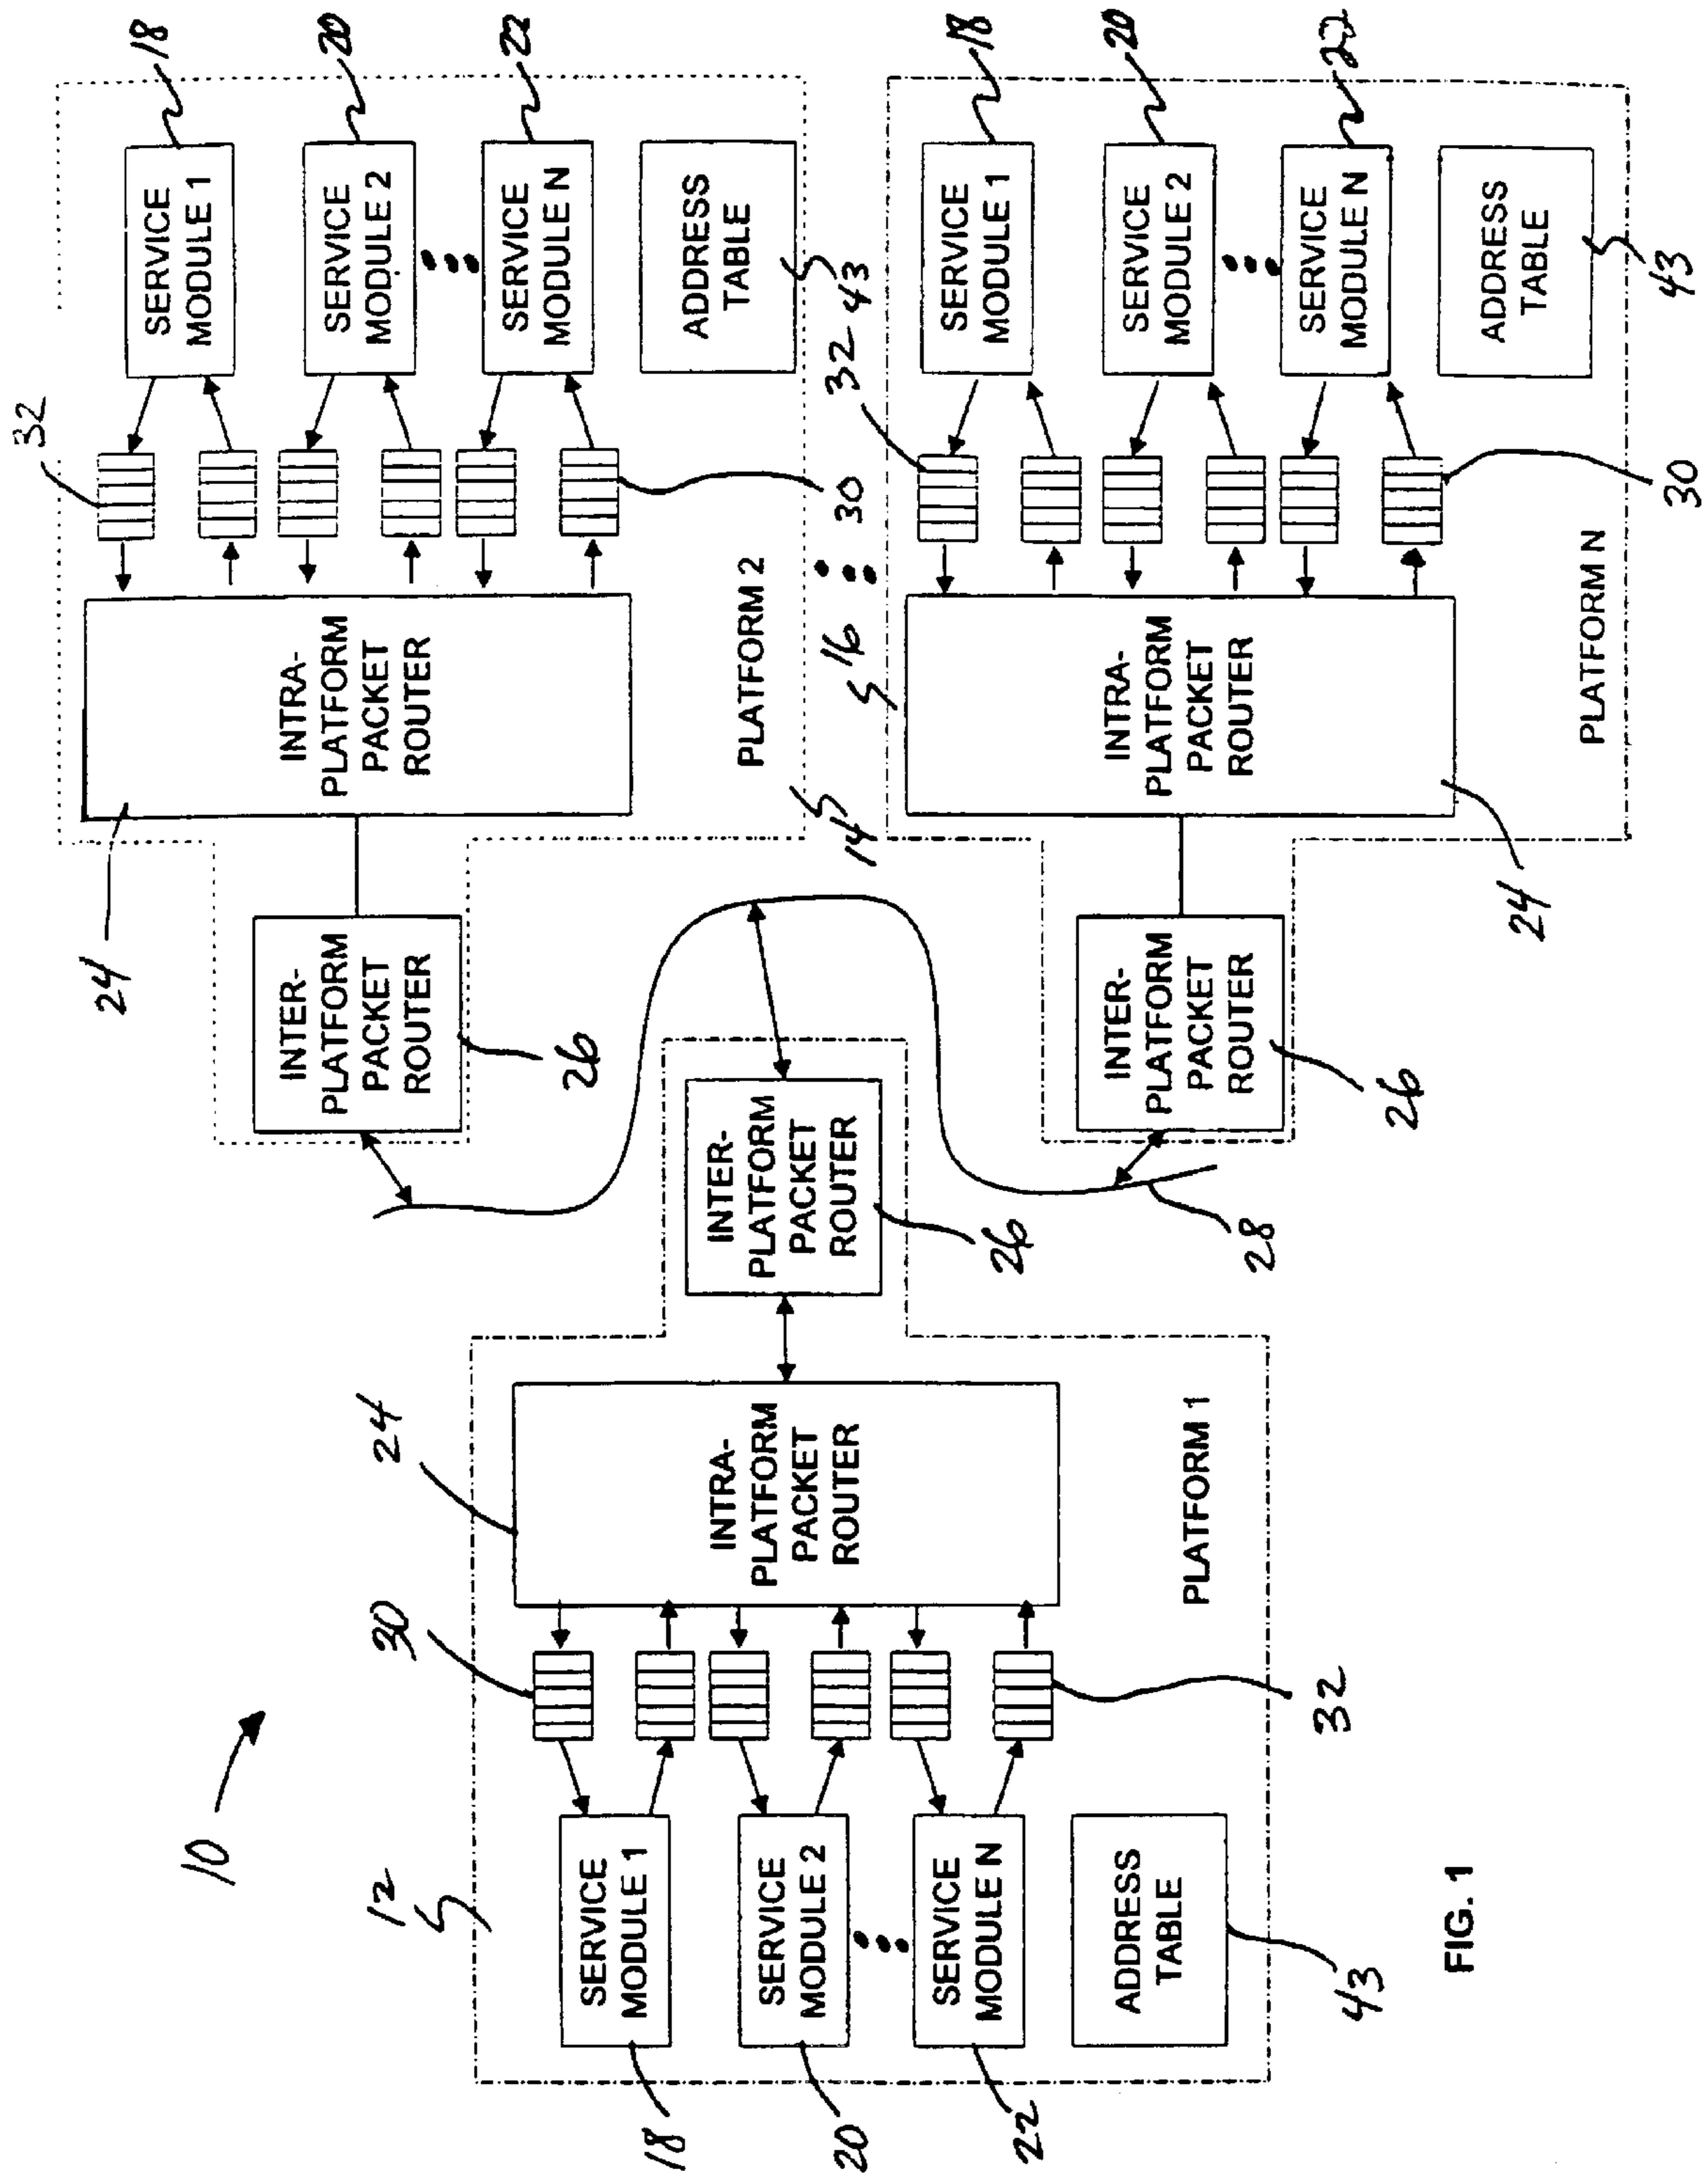 10
12
30
24
SERVICE
MODULE 1
18
SERVICE
MODULE 2
20
SERVICE
MODULE N
22
ADDRESS
TABLE
43
32
INTRA-
PLATFORM
PACKET
ROUTER
PLATFORM 1
INTER-
PLATFORM
PACKET
ROUTER
26
28
24
32
INTER-
PLATFORM
PACKET
ROUTER
26
INTRA-
PLATFORM
PACKET
ROUTER
SERVICE
MODULE 1
18
SERVICE
MODULE 2
20
SERVICE
MODULE N
22
ADDRESS
TABLE
43
30
PLATFORM 2
14
16
32
INTER-
PLATFORM
PACKET
ROUTER
26
INTRA-
PLATFORM
PACKET
ROUTER
24
SERVICE
MODULE 1
18
SERVICE
MODULE 2
20
SERVICE
MODULE N
22
ADDRESS
TABLE
43
30
PLATFORM N
FIG. 1